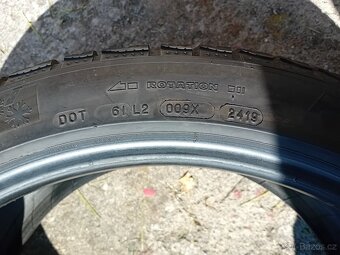 ROTATION
DOT 61 L2 009X 2419
Bazos.cz